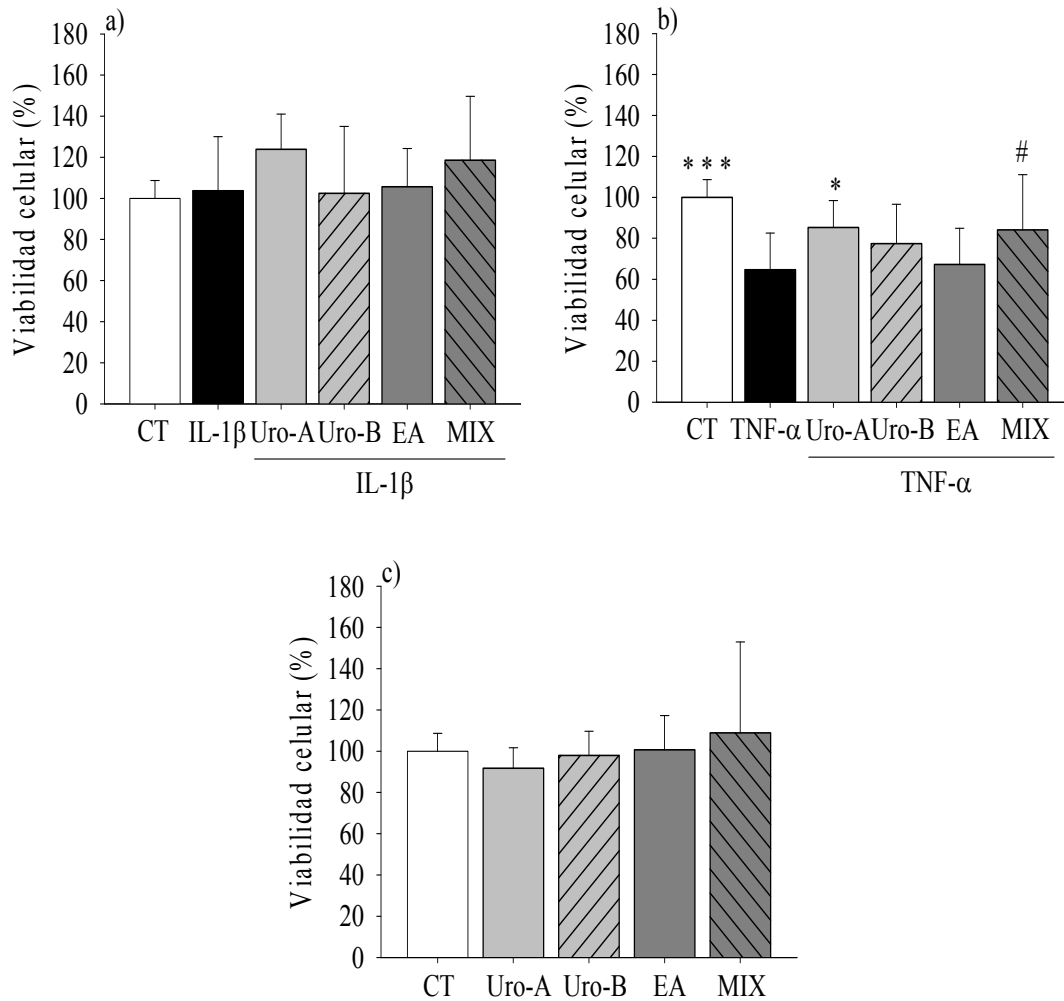 a)
Viabilidad celular (%)
180
160
140
120
100
80
60
40
20
0
CT IL-1β Uro-A Uro-B EA MIX
IL-1β
b)
Viabilidad celular (%)
180
160
140
120
100
80
60
40
20
0
* * *
*
#
CT TNF-α Uro-A Uro-B EA MIX
TNF-α
c)
Viabilidad celular (%)
180
160
140
120
100
80
60
40
20
0
CT Uro-A Uro-B EA MIX